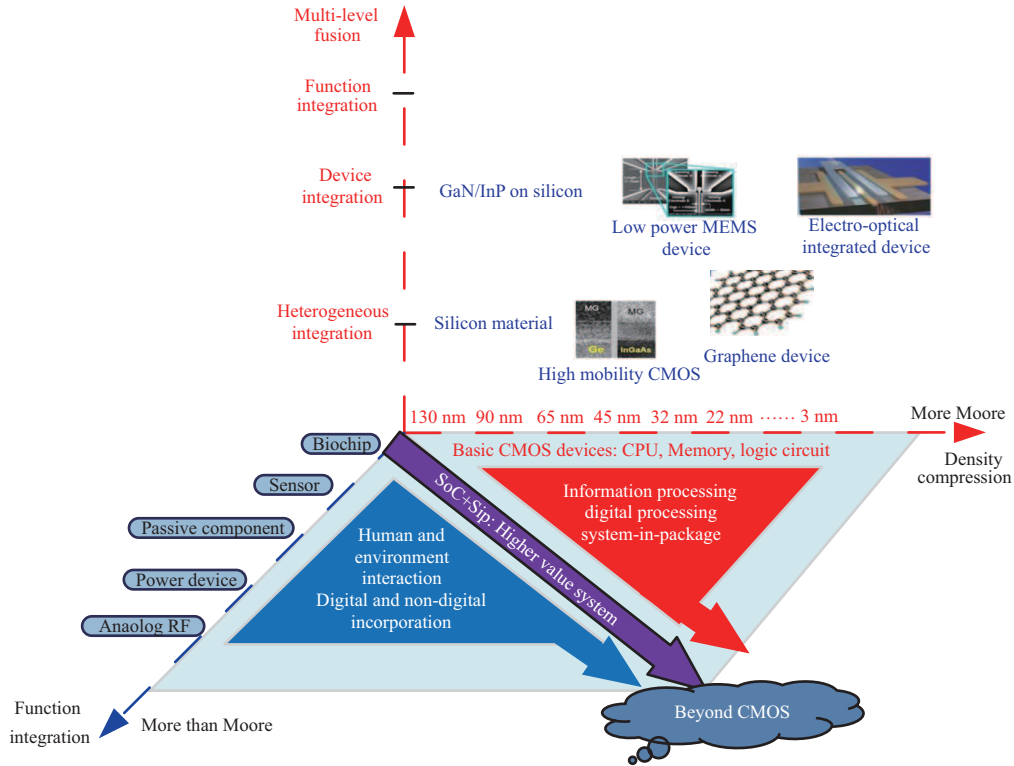 Multi-level
fusion
Function
integration
Device
integration
GaN/InP on silicon
Low power MEMS
device
Electro-optical
integrated device
Heterogeneous
integration
Silicon material
MG
MG
Ge
InGaAs
High mobility CMOS
Graphene device
130 nm 90 nm 65 nm 45 nm 32 nm 22 nm ...... 3 nm
More Moore
Density
compression
Basic CMOS devices: CPU, Memory, logic circuit
Information processing
digital processing
system-in-package
SoC+Sip: Higher value system
Biochip
Sensor
Passive component
Power device
Anaolog RF
Human and
environment
interaction
Digital and non-digital
incorporation
Function
integration
More than Moore
Beyond CMOS